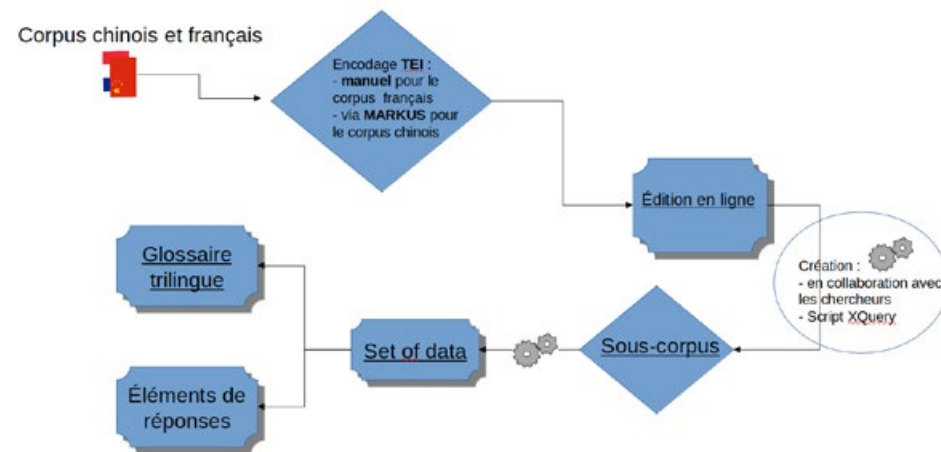 Corpus chinois et français
Encodage TEI :
- manuel pour le
corpus français
- via MARKUS pour
le corpus chinois
Édition en ligne
Création :
- en collaboration avec
les chercheurs
- Script XQuery
Sous-corpus
Set of data
Glossaire
trilingue
Éléments de
réponses